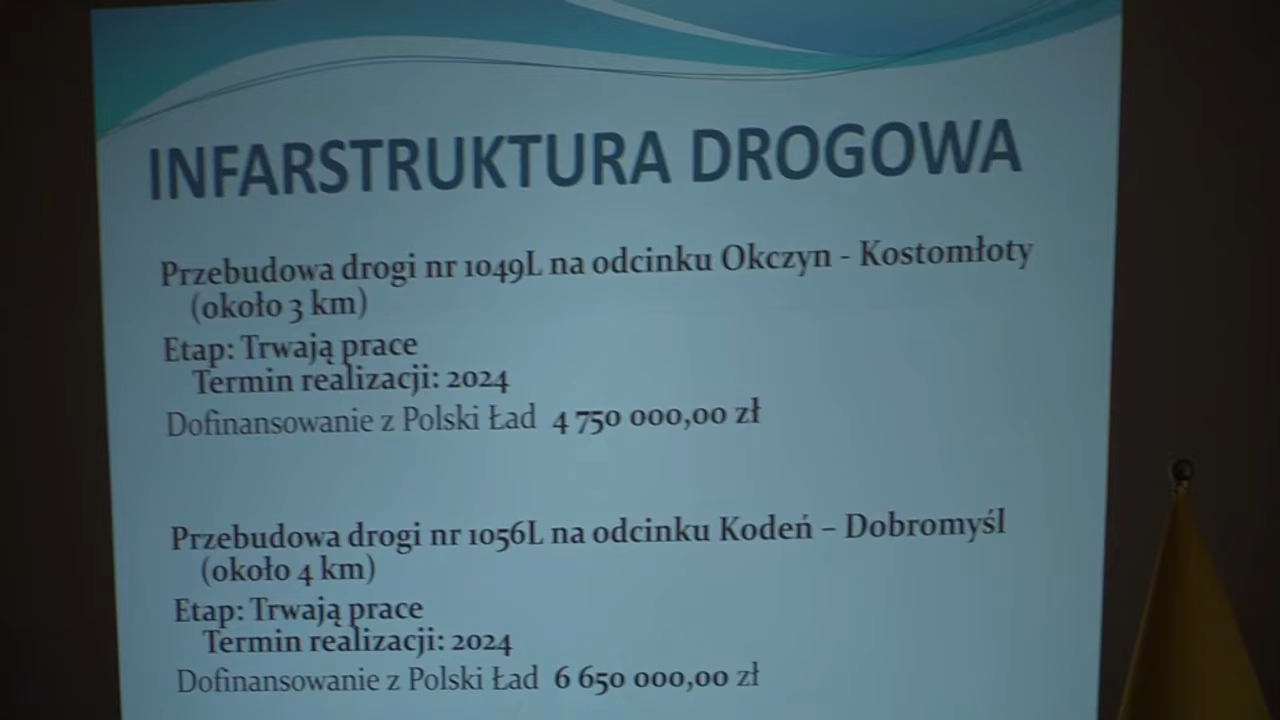 INFARSTRUKTURA DROGOWA
Przebudowa drogi nr 1049L na odcinku Okczyn - Kostomłoty
(około 3 km)
Etap: Trwają prace
Termin realizacji: 2024
Dofinansowanie z Polski Ład 4 750 000,00 zł
Przebudowa drogi nr 1056L na odcinku Kodeń – Dobromyśl
(około 4 km)
Etap: Trwają prace
Termin realizacji: 2024
Dofinansowanie z Polski Ład 6 650 000,00 zł